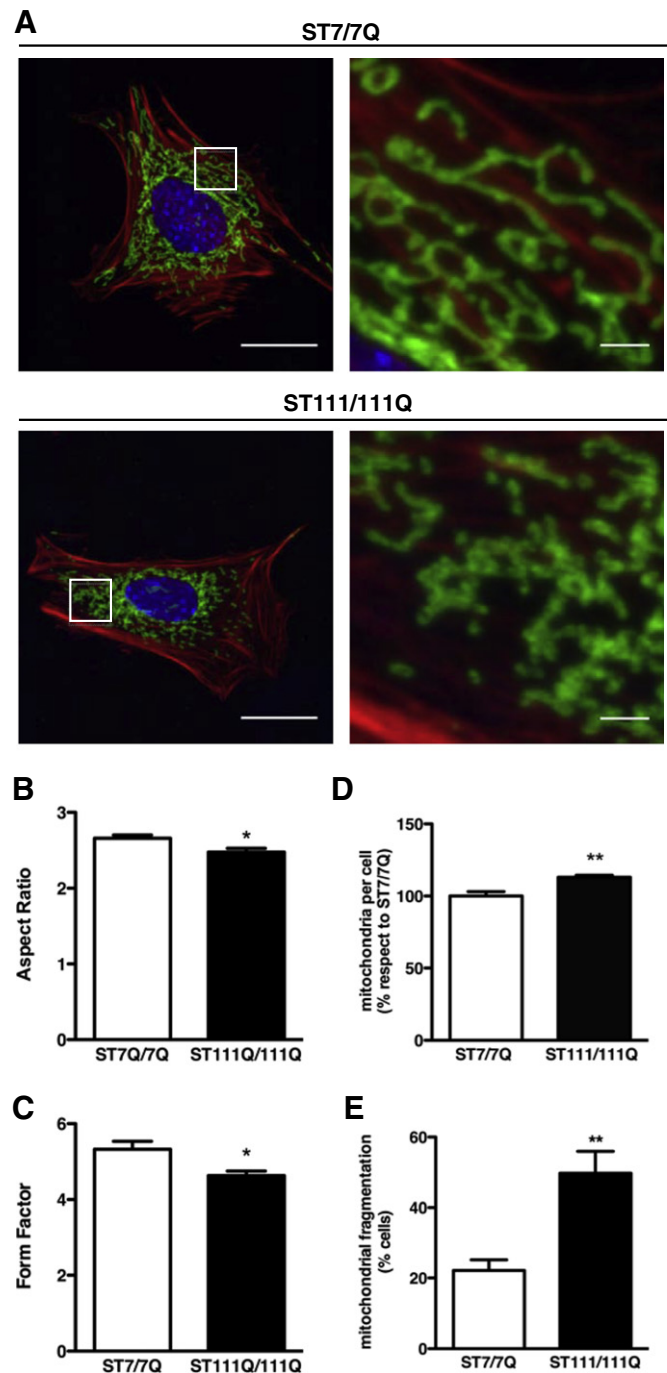 A
ST7/7Q
ST111/111Q
B
3
2
1
0
Aspect Ratio
*
ST7Q/7Q
ST111Q/111Q
D
150
100
50
0
mitochondria per cell
(% respect to ST7/7Q)
**
ST7/7Q
ST111/111Q
C
6
4
2
0
Form Factor
*
ST7/7Q
ST111Q/111Q
E
60
40
20
0
mitochondrial fragmentation
(% cells)
**
ST7/7Q
ST111/111Q